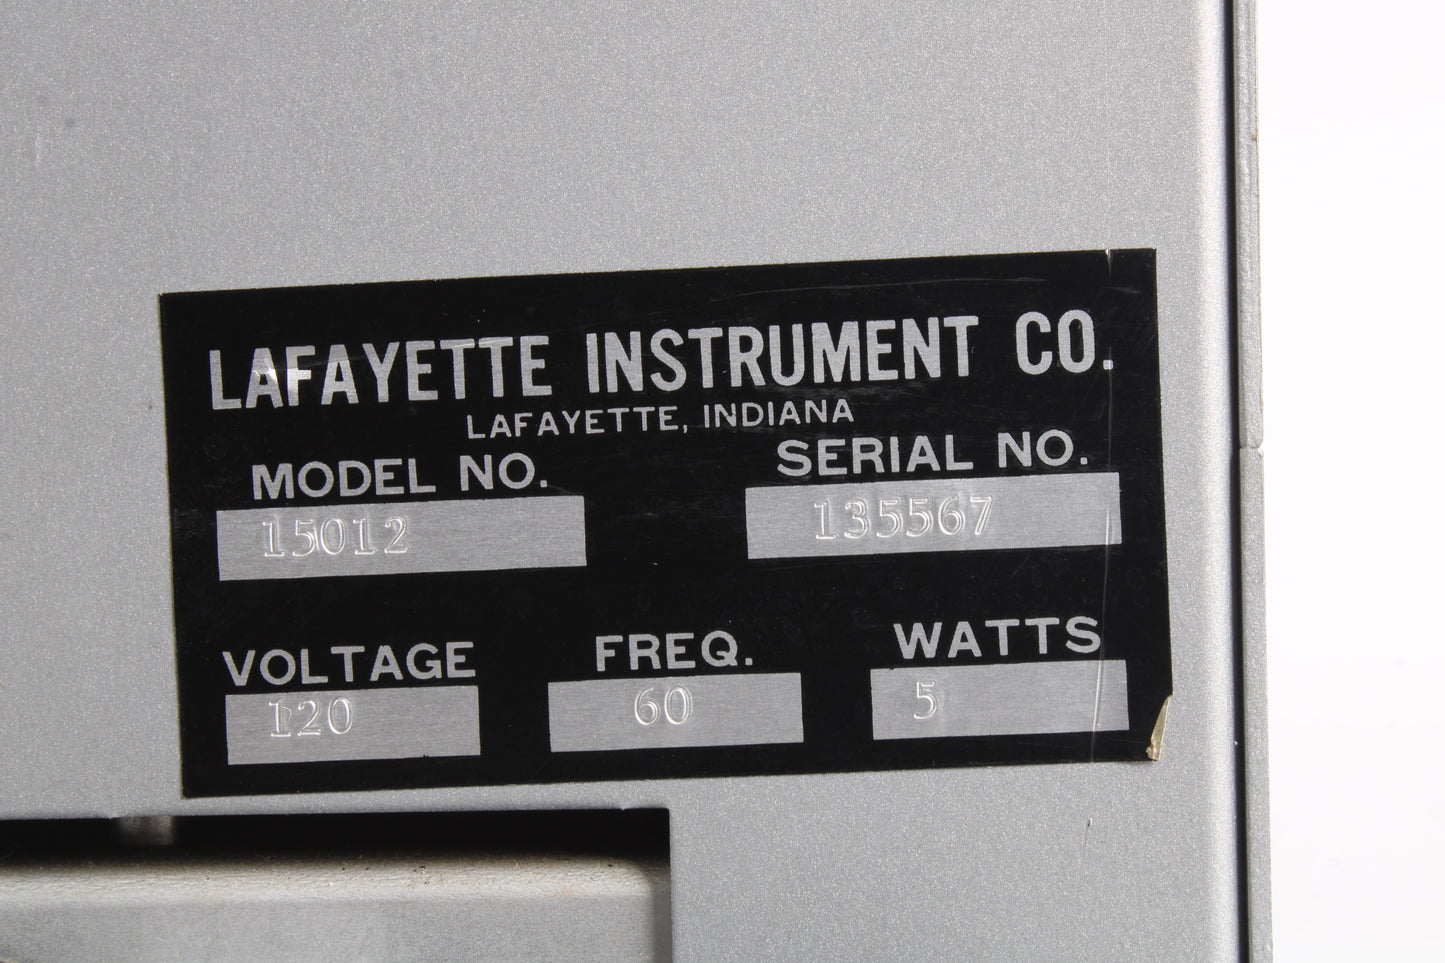 LAFAYETTE INSTRUMENT CO.
LAFAYETTE, INDIANA
MODEL NO. SERIAL NO.
15012 135567
VOLTAGE FREQ. WATTS
120 60 5